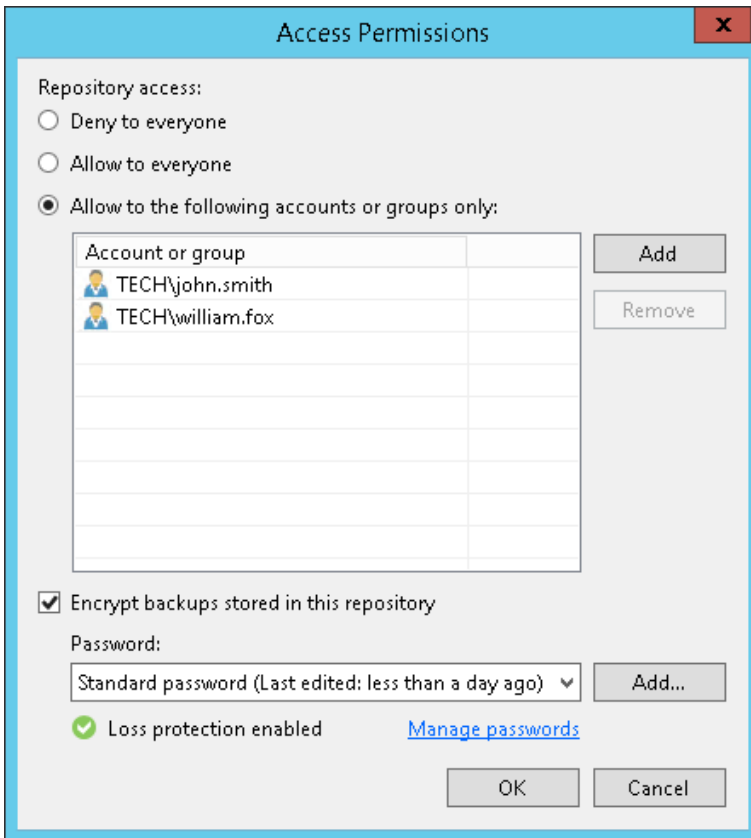 Access Permissions
x
Repository access:
Deny to everyone
Allow to everyone
Allow to the following accounts or groups only:
Account or group
Add
TECH\john.smith
Remove
TECH\william.fox
Encrypt backups stored in this repository
Password:
Standard password (Last edited: less than a day ago)
Add...
Loss protection enabled
Manage passwords
OK
Cancel